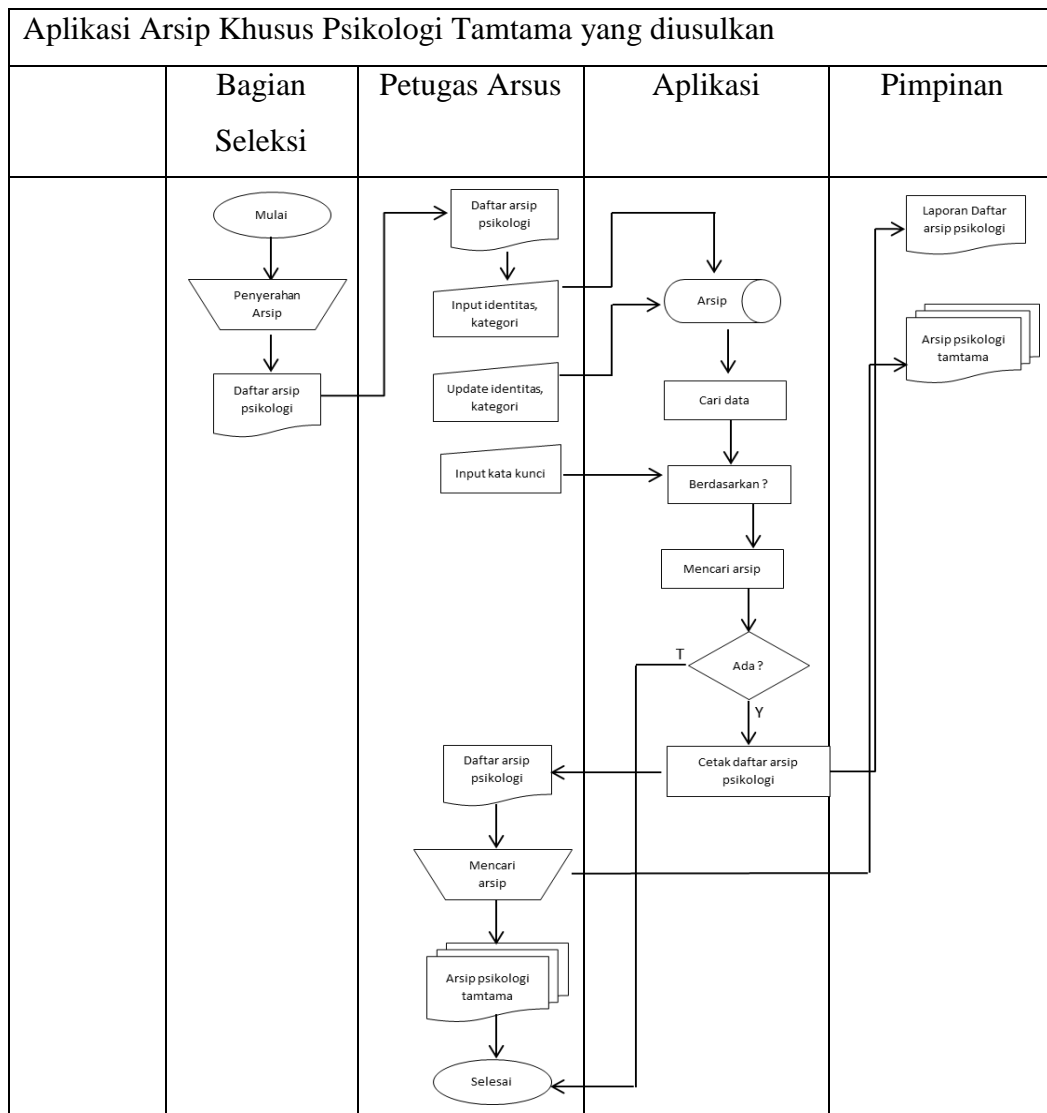 Aplikasi Arsip Khusus Psikologi Tamtama yang diusulkan
Bagian
Seleksi
Petugas Arsus
Aplikasi
Pimpinan
Mulai
Penyerahan
Arsip
Daftar arsip
psikologi
Daftar arsip
psikologi
Input identitas,
kategori
Update identitas,
kategori
Input kata kunci
Daftar arsip
psikologi
Mencari
arsip
Arsip psikologi
tamtama
Selesai
Arsip
Cari data
Berdasarkan ?
Mencari arsip
Ada ?
T
Y
Cetak daftar arsip
psikologi
Laporan Daftar
arsip psikologi
Arsip psikologi
tamtama